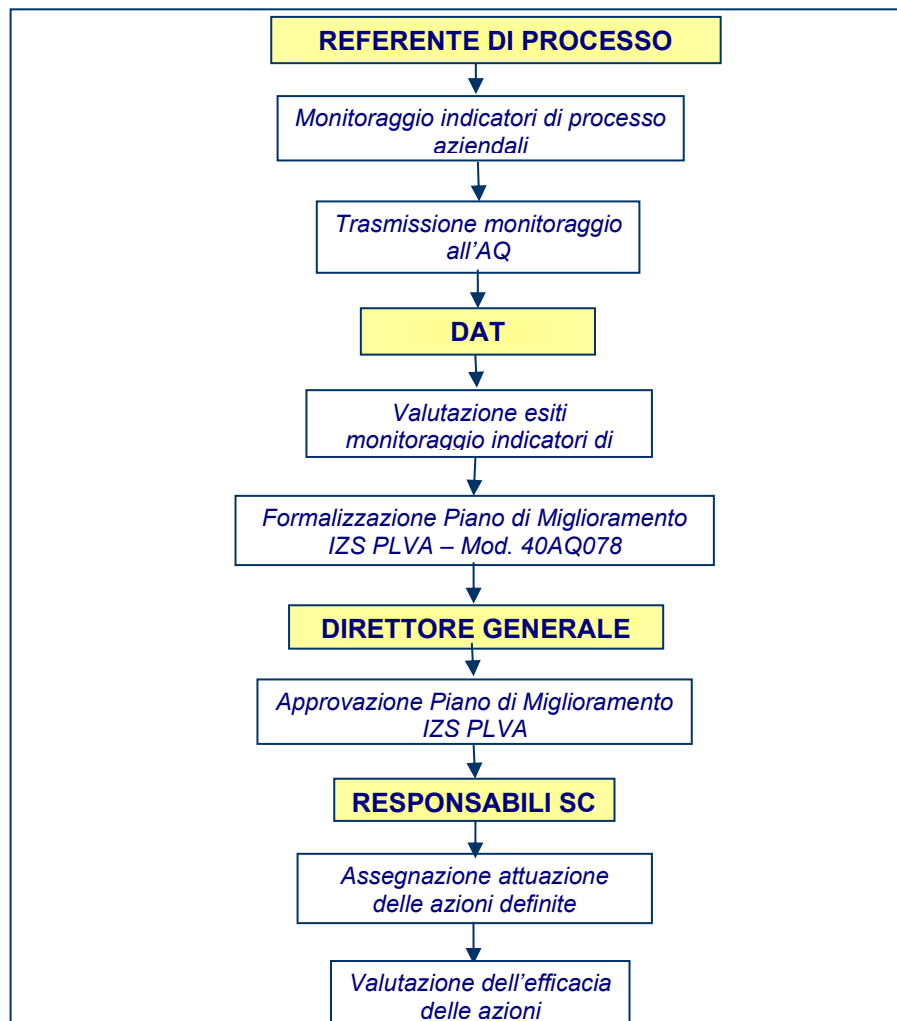 REFERENTE DI PROCESSO
Monitoraggio indicatori di processo
aziendali
Trasmissione monitoraggio
all'AQ
DAT
Valutazione esiti
monitoraggio indicatori di
Formalizzazione Piano di Miglioramento
IZS PLVA – Mod. 40AQ078
DIRETTORE GENERALE
Approvazione Piano di Miglioramento
IZS PLVA
RESPONSABILI SC
Assegnazione attuazione
delle azioni definite
Valutazione dell'efficacia
delle azioni